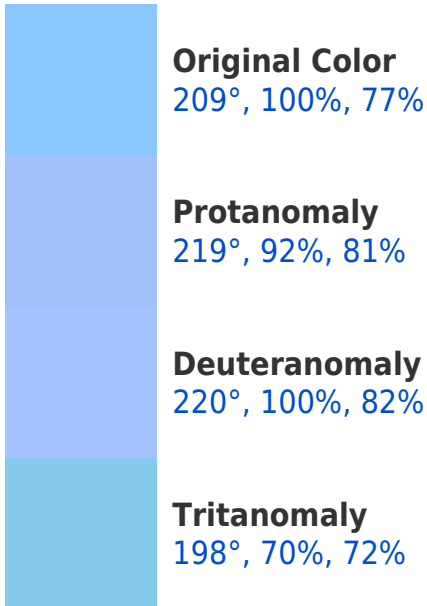 Original Color
209°, 100%, 77%
Protanomaly
219°, 92%, 81%
Deuteranomaly
220°, 100%, 82%
Tritanomaly
198°, 70%, 72%